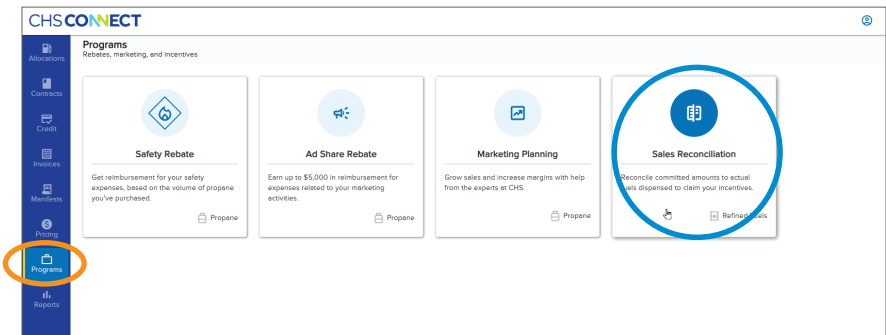 CHSCONNECT
Programs
Rebates, marketing, and incentives
Allocations
Contracts
Credit
Invoices
Manifests
Pricing
Programs
Reports
Safety Rebate
Get reimbursement for your safety
expenses, based on the volume of propane
you've purchased.
Propane
Ad Share Rebate
Earn up to $5,000 in reimbursement for
expenses related to your marketing
activities.
Propane
Marketing Planning
Grow sales and increase margins with help
from the experts at CHS.
Propane
Sales Reconciliation
Reconcile committed amounts to actual
fuels dispensed to claim your incentives.
Refined Fuels